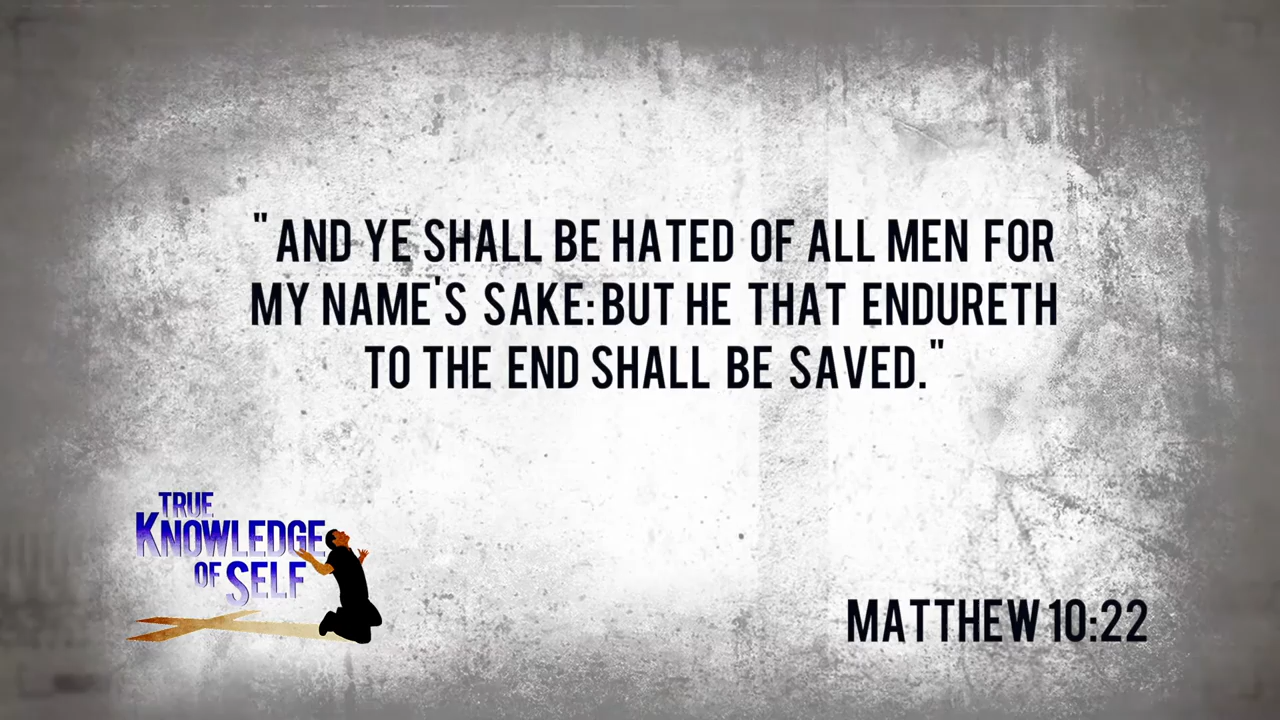 "AND YE SHALL BE HATED OF ALL MEN FOR
MY NAME'S SAKE:BUT HE THAT ENDURETH
TO THE END SHALL BE SAVED."
TRUE
KNOWLEDGE
OF SELF
MATTHEW 10:22